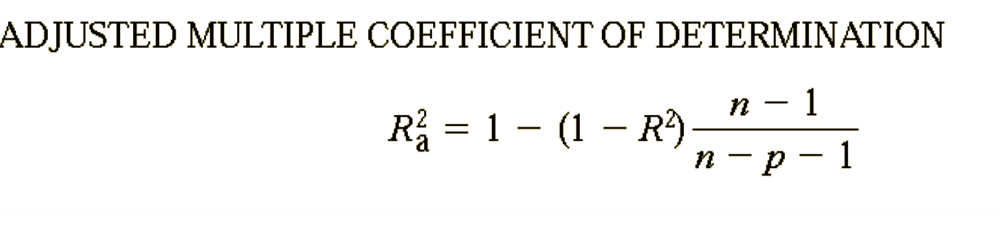 ADJUSTED MULTIPLE COEFFICIENT OF DETERMINATION
R²ₐ = 1 − (1 − R²) (n − 1)/(n − p − 1)